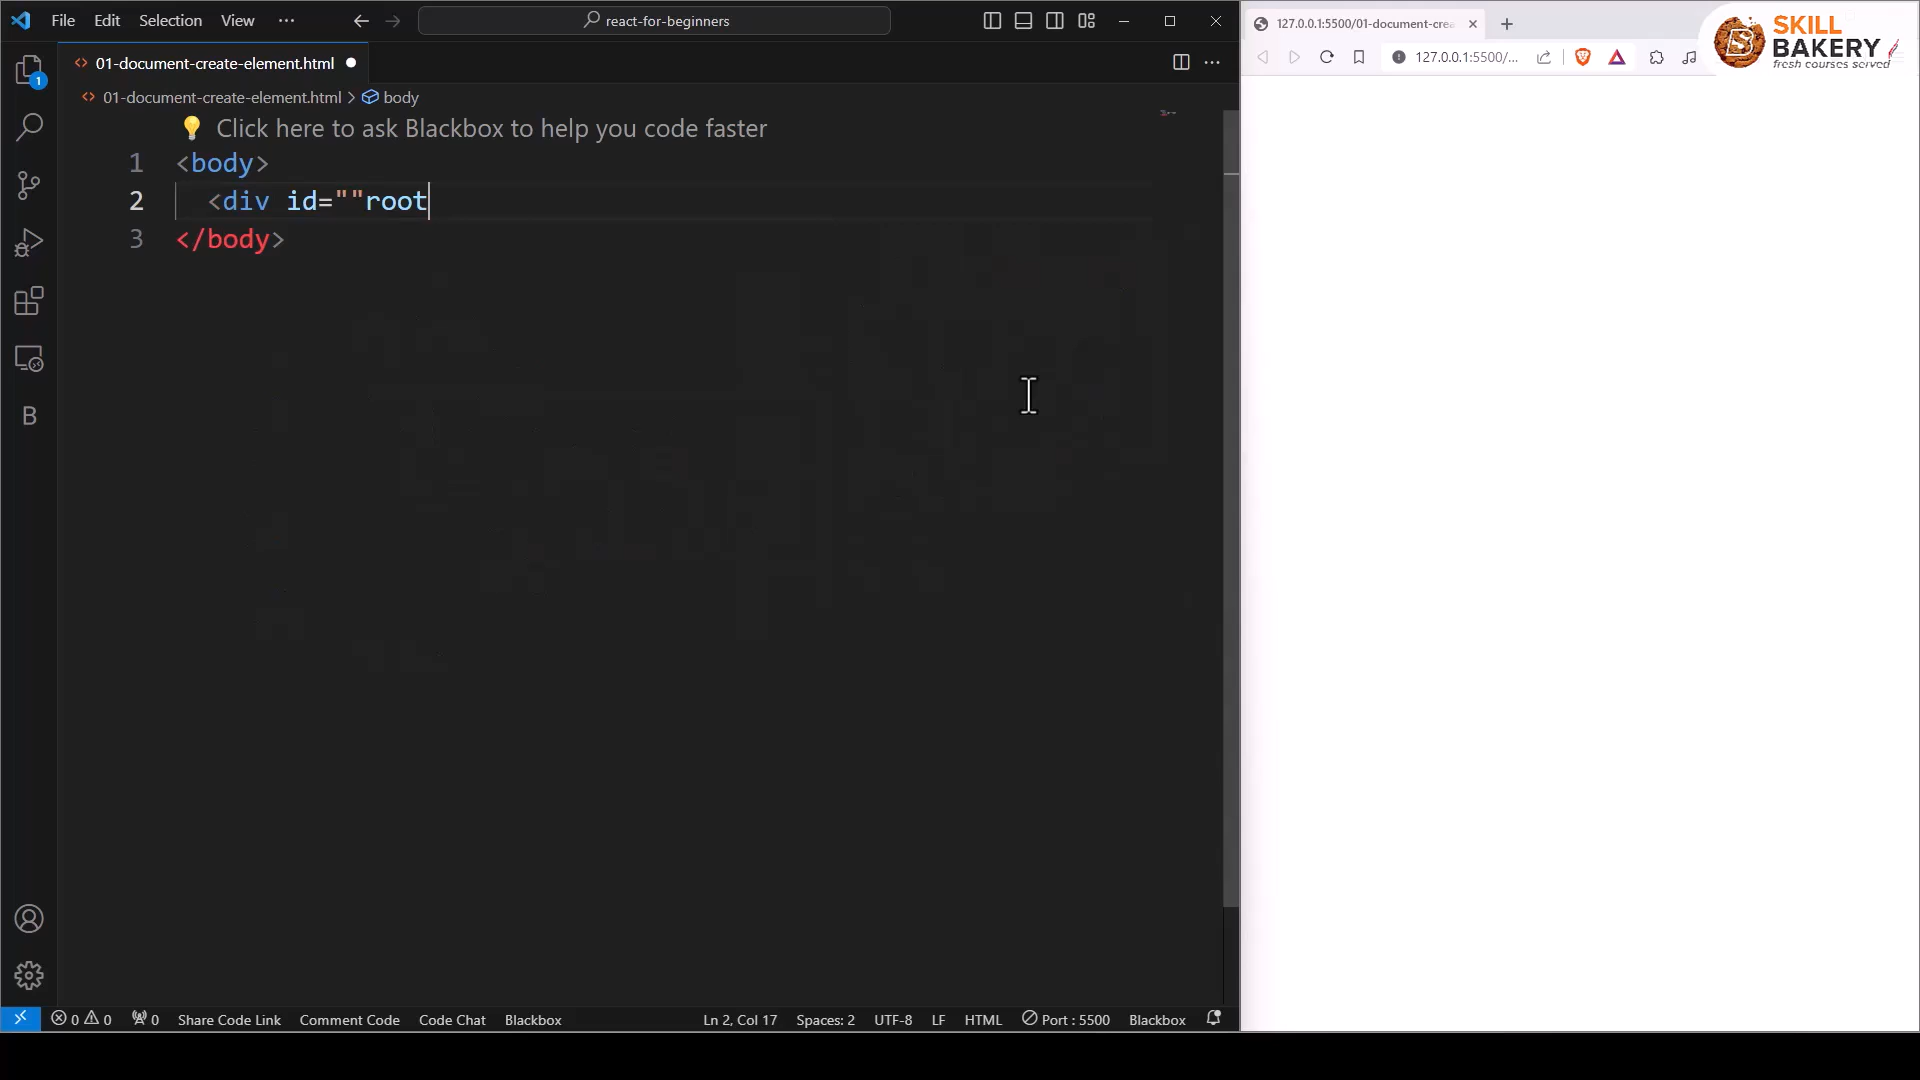 File Edit Selection View ···
react-for-beginners
01-document-create-element.html
01-document-create-element.html > body
Click here to ask Blackbox to help you code faster
1 <body>
2 <div id=""root
3 </body>
1
B
0 0 0 Share Code Link Comment Code Code Chat Blackbox
Ln 2, Col 17 Spaces: 2 UTF-8 LF HTML Port : 5500 Blackbox
127.0.0.1:5500/01-document-crea
127.0.0.1:5500/...
SKILL
BAKERY
fresh courses served